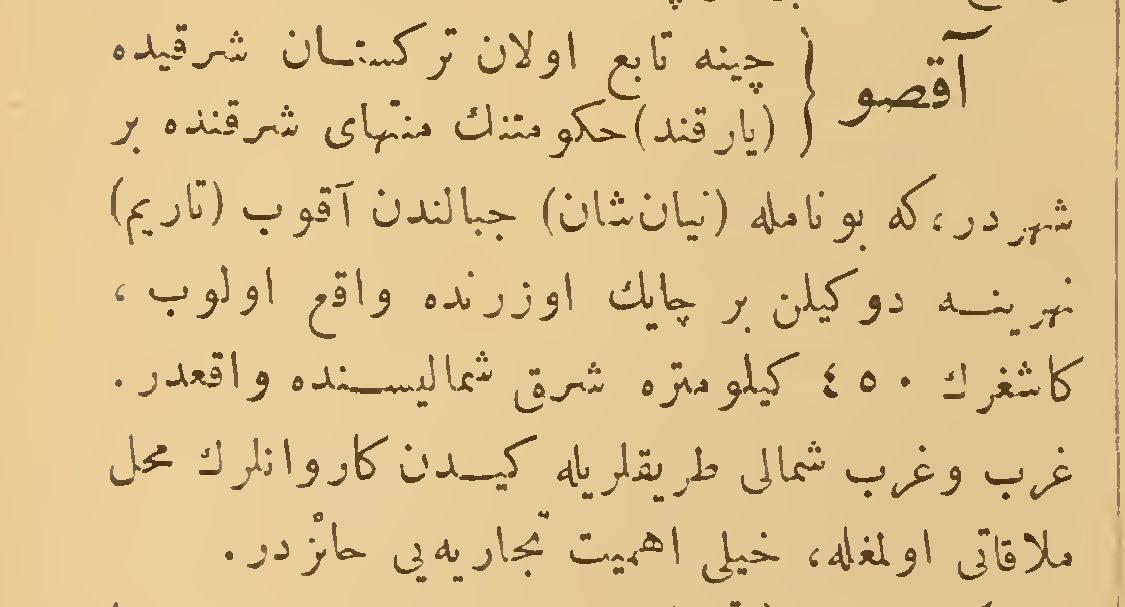 آقصو { چینه تابع اولان ترکستان شرقیده
(یارقند) حکومتنك منتهای شرقنده بر
شهردر، که بو نامله (نیان‌شان) جبالندن آقوب (تاریم)
نهرینه دوکیلن بر چایك اوزرنده واقع اولوب،
کاشغرك ٤٥٠ کیلومتره شرق شمالیسنده واقعدر.
غرب وغرب شمالی طریقلریله کیدن کاروانلرك محل
ملاقاتی اولمغله، خیلی اهمیت تجاریه‌یی حائزدر.